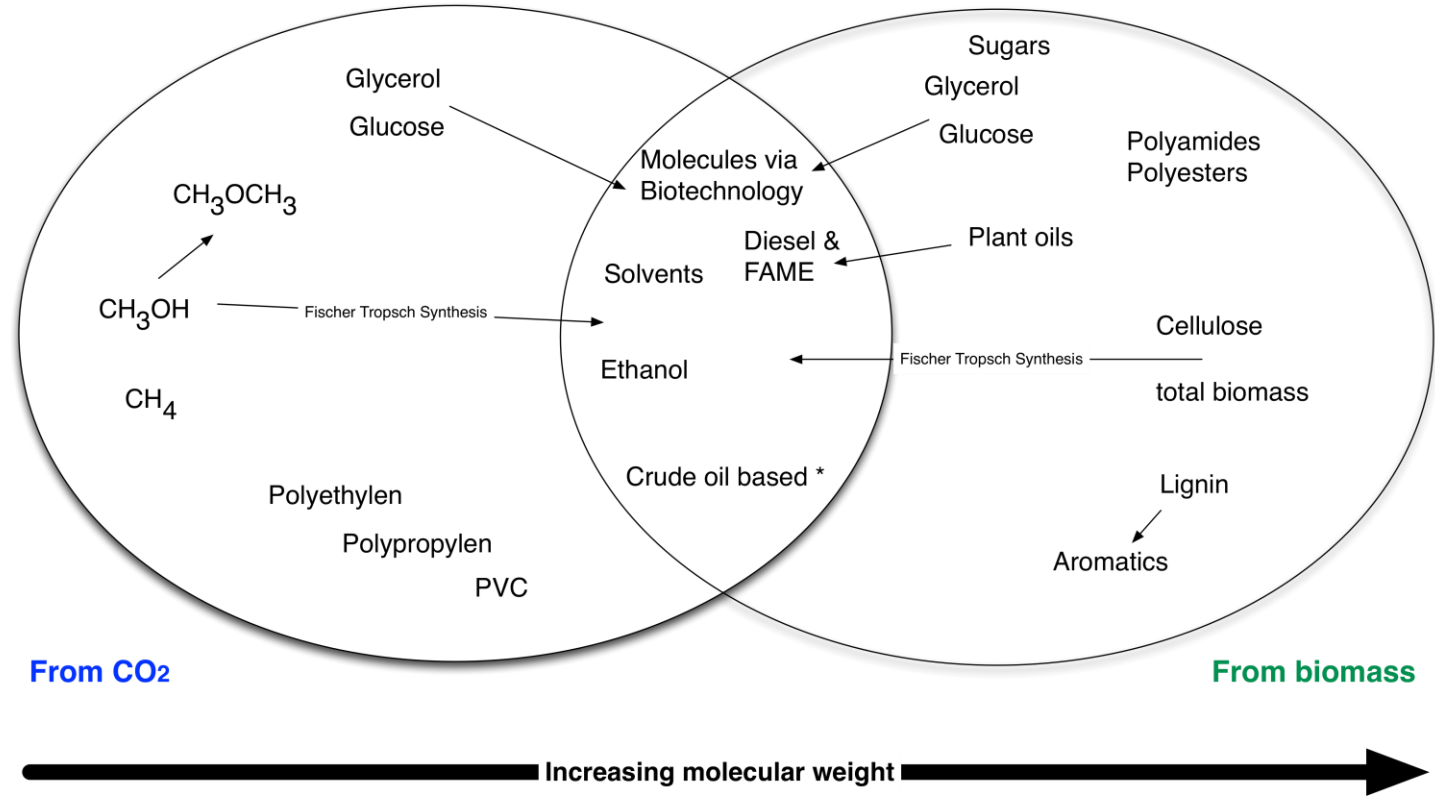 Glycerol
Glucose
CH3OCH3
CH3OH
Fischer Tropsch Synthesis
CH4
Polyethylen
Polypropylen
PVC
Molecules via
Biotechnology
Diesel &
FAME
Solvents
Ethanol
Crude oil based *
Sugars
Glycerol
Glucose
Polyamides
Polyesters
Plant oils
Cellulose
Fischer Tropsch Synthesis
total biomass
Lignin
Aromatics
From CO2
From biomass
Increasing molecular weight